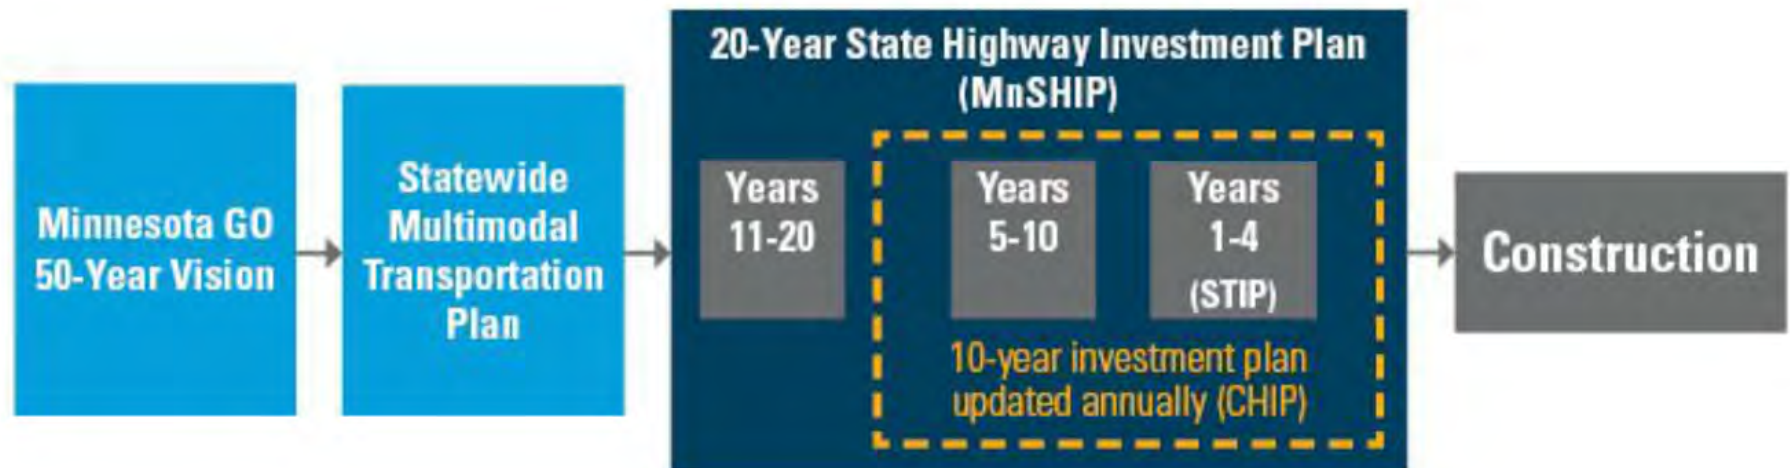 Minnesota GO
50-Year Vision
Statewide
Multimodal
Transportation
Plan
20-Year State Highway Investment Plan
(MnSHIP)
Years
11-20
Years
5-10
Years
1-4
(STIP)
10-year investment plan
updated annually (CHIP)
Construction